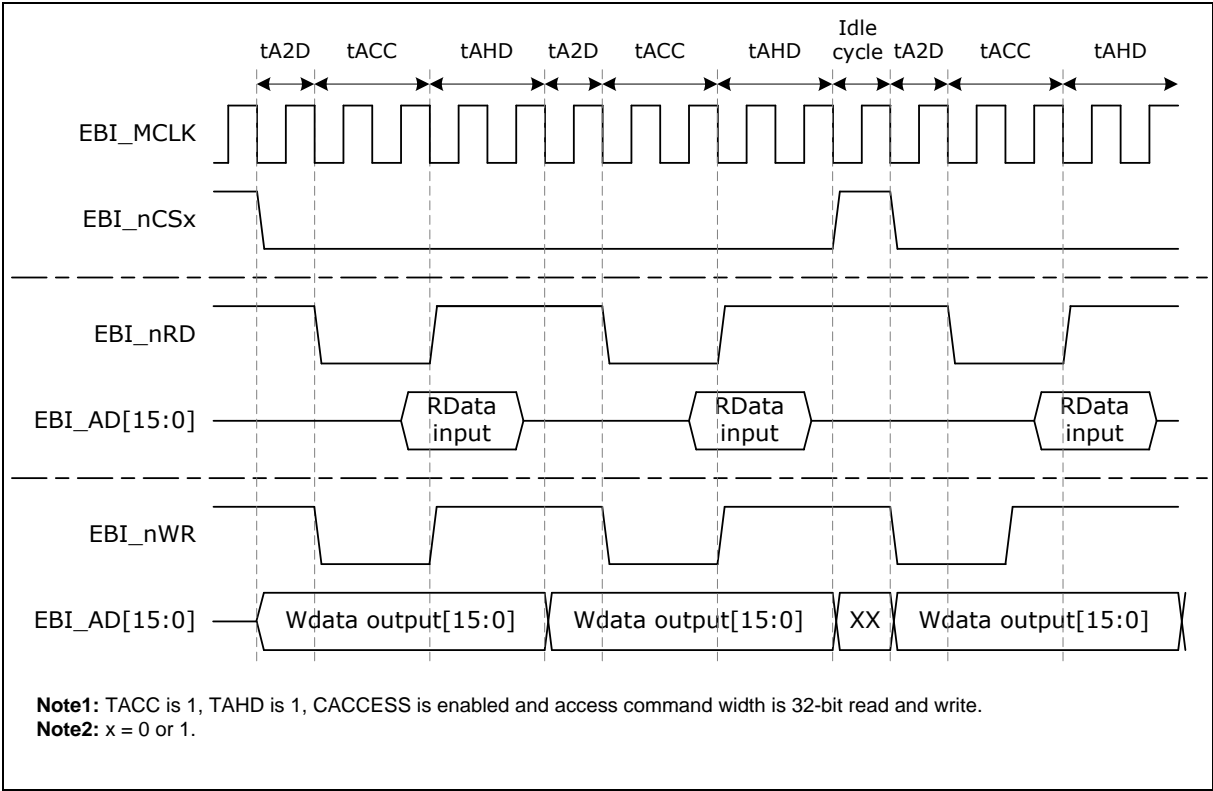 Idle
tA2D tACC tAHD tA2D tACC tAHD cycle tA2D tACC tAHD
EBI_MCLK
EBI_nCSx
EBI_nRD
EBI_AD[15:0] RData input RData input RData input
EBI_nWR
EBI_AD[15:0] Wdata output[15:0] Wdata output[15:0] XX Wdata output[15:0]
Note1: TACC is 1, TAHD is 1, CACCESS is enabled and access command width is 32-bit read and write.
Note2: x = 0 or 1.